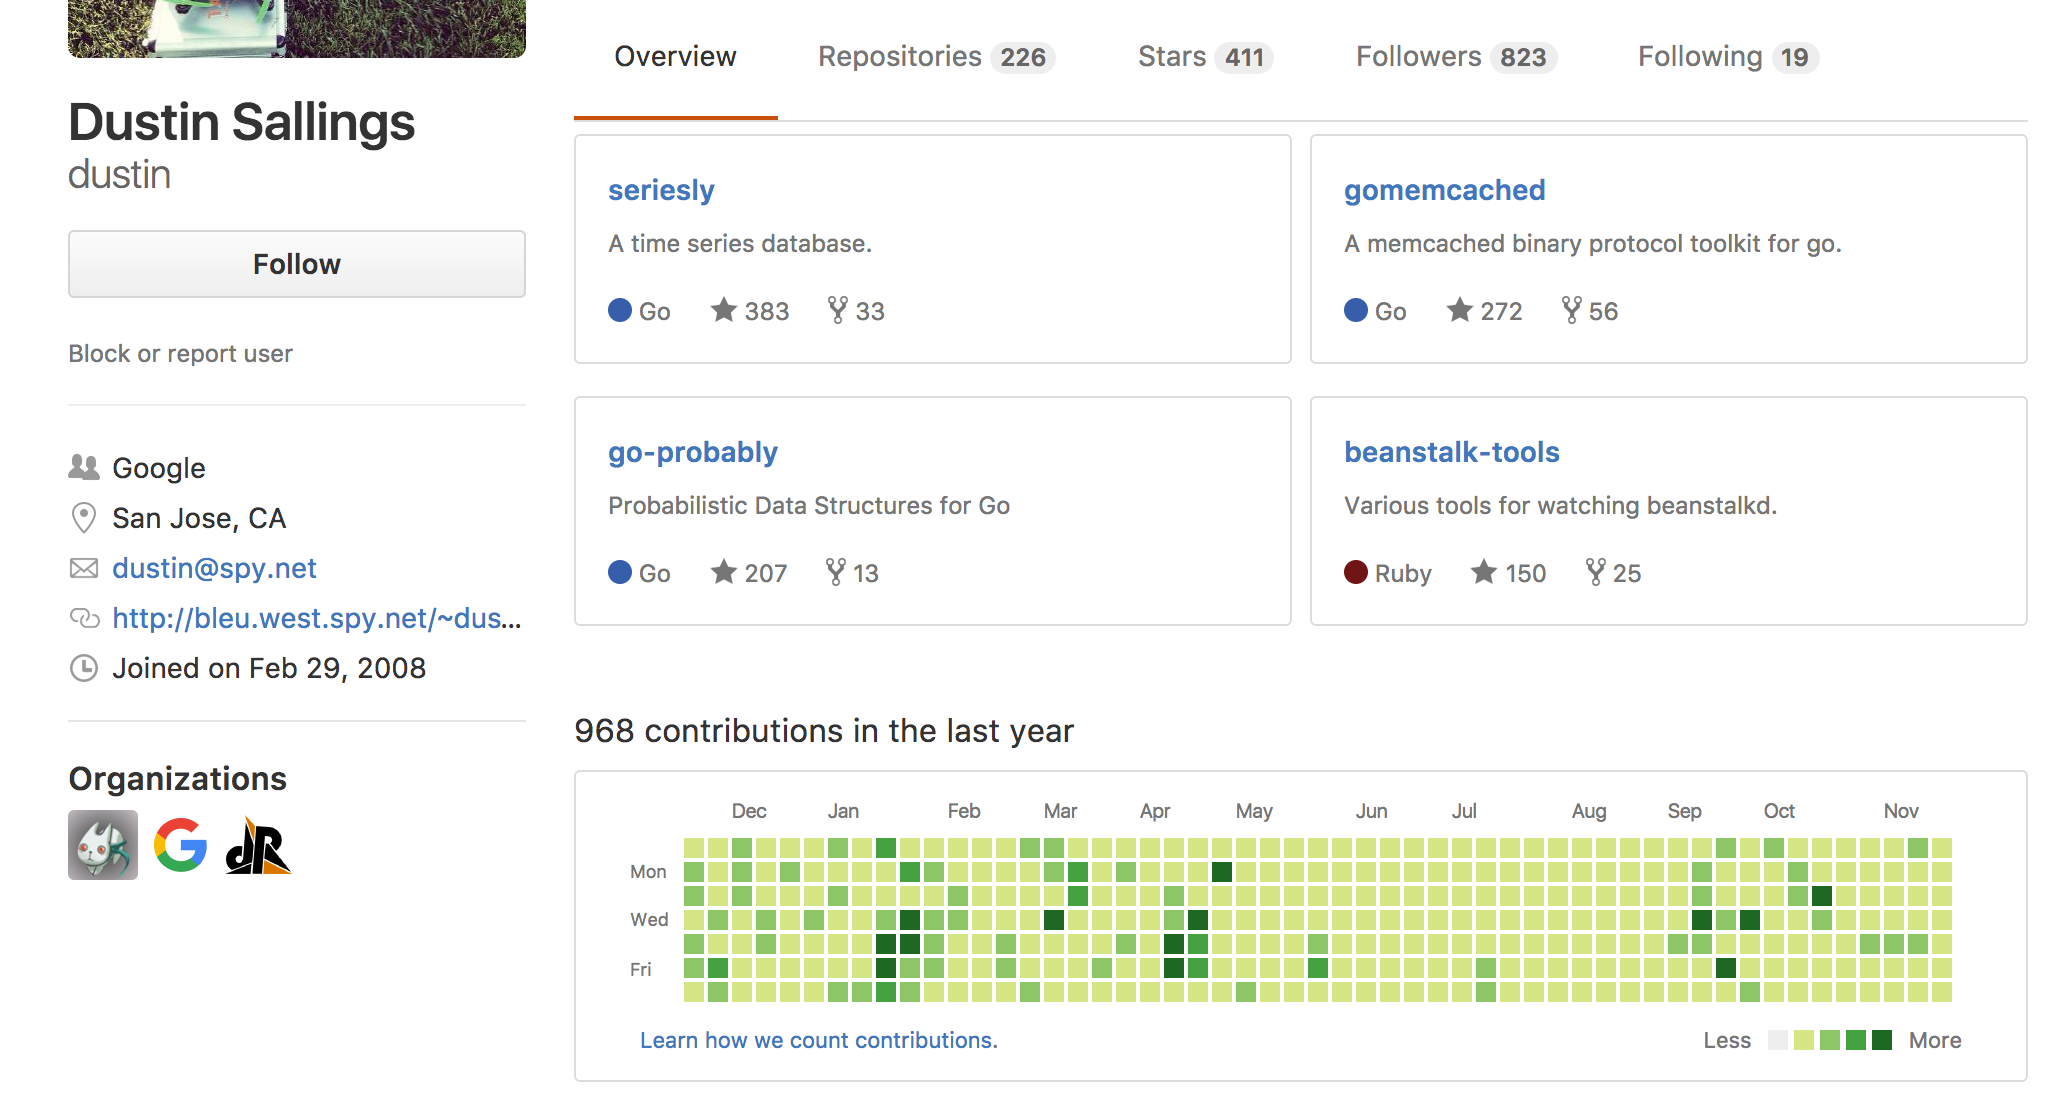 Overview Repositories 226 Stars 411 Followers 823 Following 19
Dustin Sallings
dustin
Follow
Block or report user
Google
San Jose, CA
dustin@spy.net
http://bleu.west.spy.net/~dus...
Joined on Feb 29, 2008
Organizations
seriesly
A time series database.
Go 383 33
gomemcached
A memcached binary protocol toolkit for go.
Go 272 56
go-probably
Probabilistic Data Structures for Go
Go 207 13
beanstalk-tools
Various tools for watching beanstalkd.
Ruby 150 25
968 contributions in the last year
Dec Jan Feb Mar Apr May Jun Jul Aug Sep Oct Nov
Mon
Wed
Fri
Learn how we count contributions.
Less More